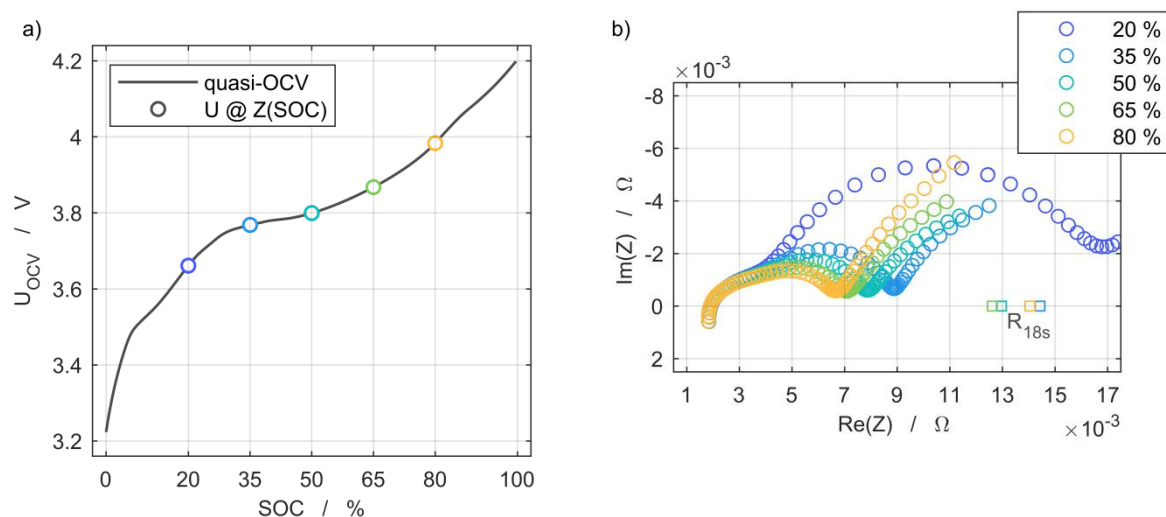 a)
4.2
4
3.8
3.6
3.4
3.2
U_OCV / V
quasi-OCV
U @ Z(SOC)
0 20 35 50 65 80 100
SOC / %
b)
×10⁻³
-8
-6
-4
-2
0
2
Im(Z) / Ω
20 %
35 %
50 %
65 %
80 %
R_18s
1 3 5 7 9 11 13 15 17
Re(Z) / Ω
×10⁻³